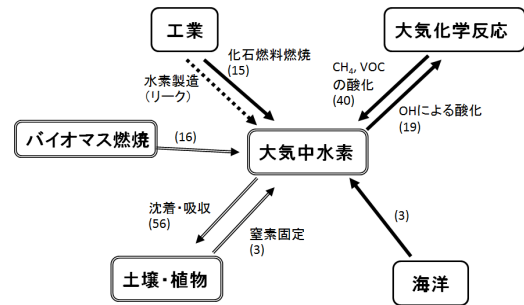 工業
大気化学反応
化石燃料燃焼
(15)
水素製造
(リーク)
CH₄, VOC
の酸化
(40)
OHによる酸化
(19)
バイオマス燃焼
(16)
大気中水素
沈着・吸収
(56)
窒素固定
(3)
(3)
土壌・植物
海洋